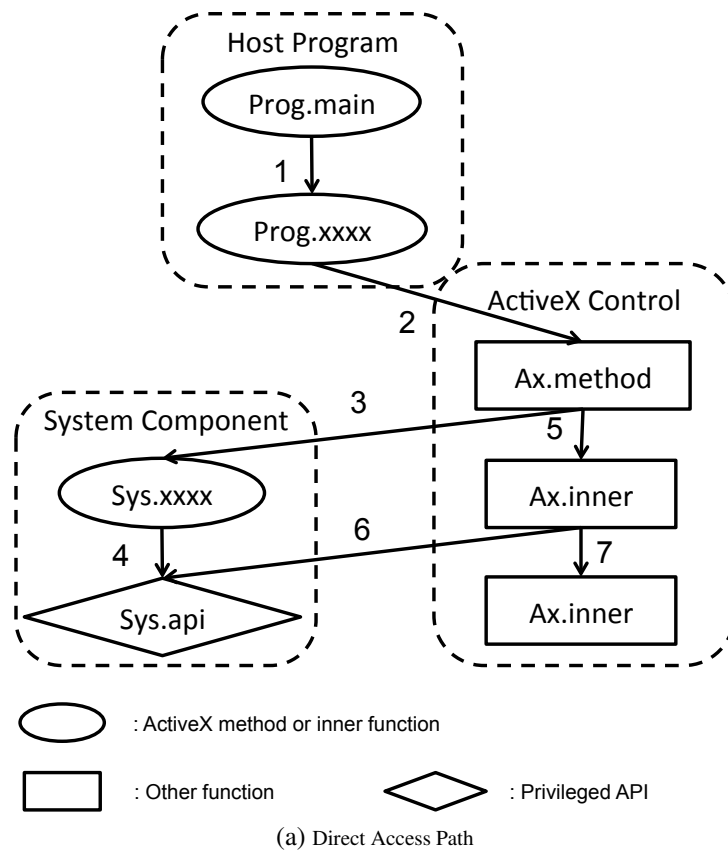 Host Program
Prog.main
1
Prog.xxxx
2
ActiveX Control
Ax.method
3
System Component
5
Sys.xxxx
Ax.inner
6
4
7
Sys.api
Ax.inner
: ActiveX method or inner function
: Other function
: Privileged API
(a) Direct Access Path